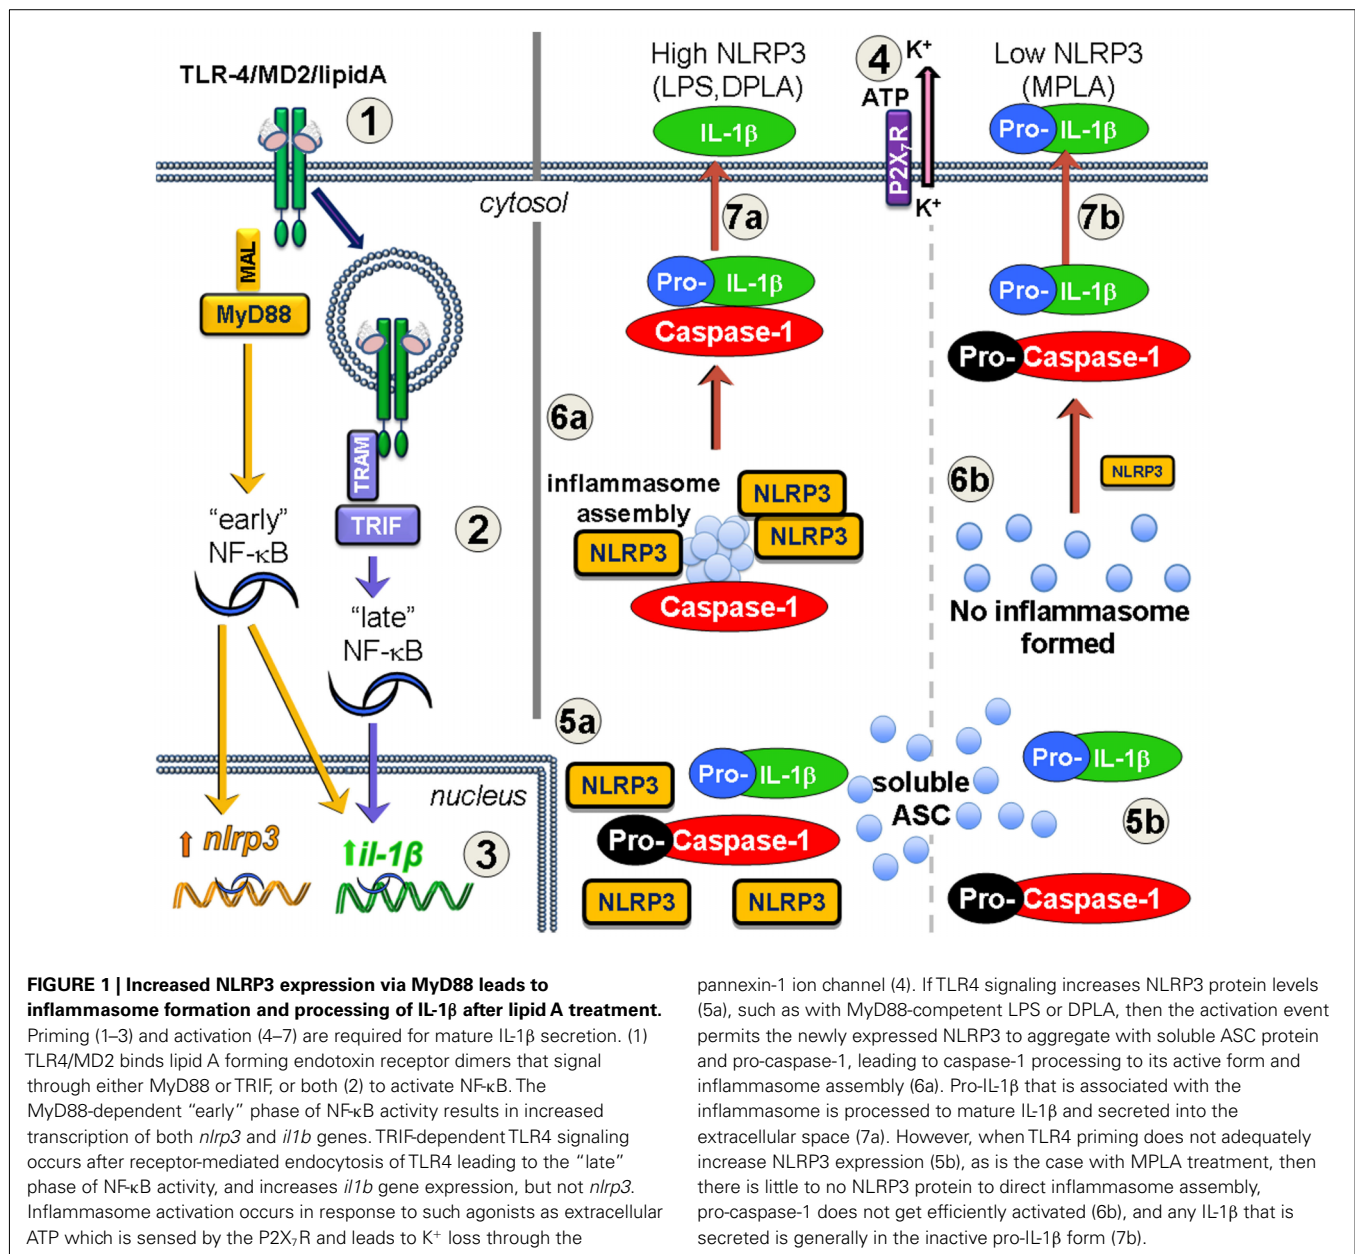 TLR-4/MD2/lipidA
1
MAL
MyD88
"early"
NF-κB
TRAM
TRIF
2
"late"
NF-κB
nucleus
↑ nlrp3
↑il-1β
3
cytosol
High NLRP3
(LPS,DPLA)
IL-1β
7a
Pro- IL-1β
Caspase-1
6a
inflammasome
assembly
NLRP3
NLRP3
NLRP3
Caspase-1
5a
NLRP3
Pro- IL-1β
Pro- Caspase-1
NLRP3
NLRP3
soluble
ASC
4
K⁺
ATP
P2X₇R
K⁺
Low NLRP3
(MPLA)
Pro- IL-1β
7b
Pro- IL-1β
Pro- Caspase-1
6b
NLRP3
No inflammasome
formed
Pro- IL-1β
5b
Pro- Caspase-1
FIGURE 1 | Increased NLRP3 expression via MyD88 leads to
inflammasome formation and processing of IL-1β after lipid A treatment.
Priming (1–3) and activation (4–7) are required for mature IL-1β secretion. (1)
TLR4/MD2 binds lipid A forming endotoxin receptor dimers that signal
through either MyD88 or TRIF, or both (2) to activate NF-κB. The
MyD88-dependent "early" phase of NF-κB activity results in increased
transcription of both nlrp3 and il1b genes. TRIF-dependent TLR4 signaling
occurs after receptor-mediated endocytosis of TLR4 leading to the "late"
phase of NF-κB activity, and increases il1b gene expression, but not nlrp3.
Inflammasome activation occurs in response to such agonists as extracellular
ATP which is sensed by the P2X₇R and leads to K⁺ loss through the
pannexin-1 ion channel (4). If TLR4 signaling increases NLRP3 protein levels
(5a), such as with MyD88-competent LPS or DPLA, then the activation event
permits the newly expressed NLRP3 to aggregate with soluble ASC protein
and pro-caspase-1, leading to caspase-1 processing to its active form and
inflammasome assembly (6a). Pro-IL-1β that is associated with the
inflammasome is processed to mature IL-1β and secreted into the
extracellular space (7a). However, when TLR4 priming does not adequately
increase NLRP3 expression (5b), as is the case with MPLA treatment, then
there is little to no NLRP3 protein to direct inflammasome assembly,
pro-caspase-1 does not get efficiently activated (6b), and any IL-1β that is
secreted is generally in the inactive pro-IL-1β form (7b).